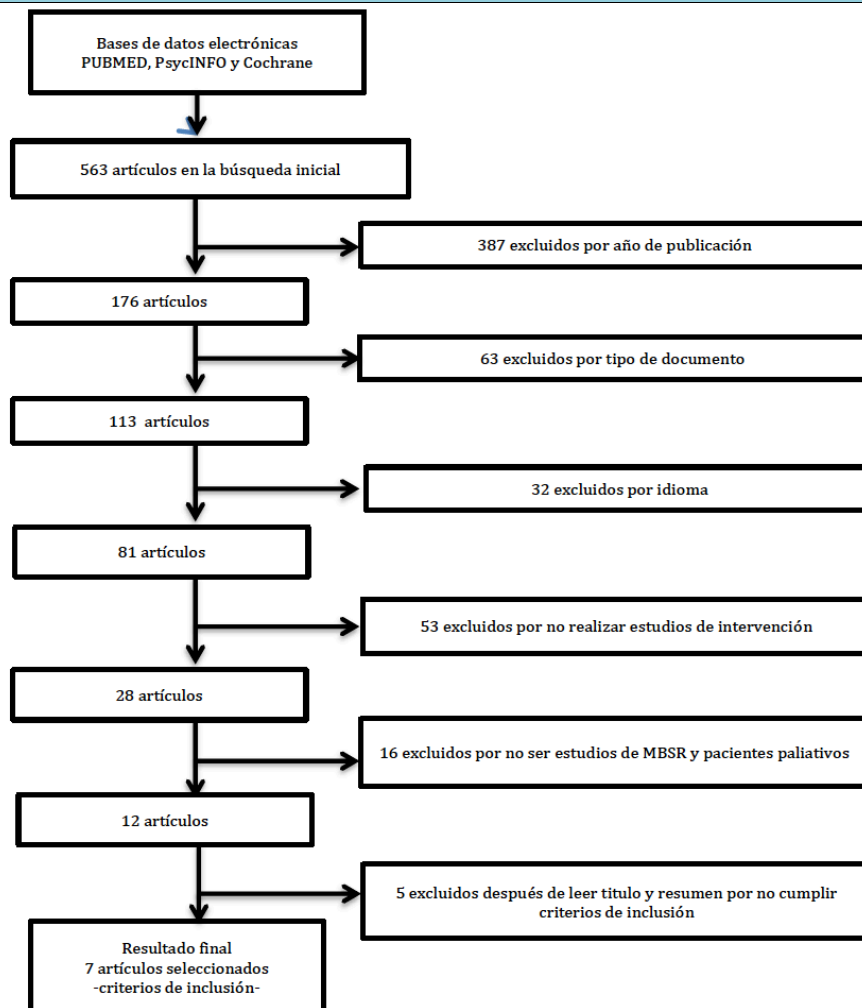 Bases de datos electrónicas
PUBMED, PsycINFO y Cochrane
563 artículos en la búsqueda inicial
387 excluidos por año de publicación
176 artículos
63 excluidos por tipo de documento
113 artículos
32 excluidos por idioma
81 artículos
53 excluidos por no realizar estudios de intervención
28 artículos
16 excluidos por no ser estudios de MBSR y pacientes paliativos
12 artículos
5 excluidos después de leer titulo y resumen por no cumplir
criterios de inclusión
Resultado final
7 artículos seleccionados
-criterios de inclusión-